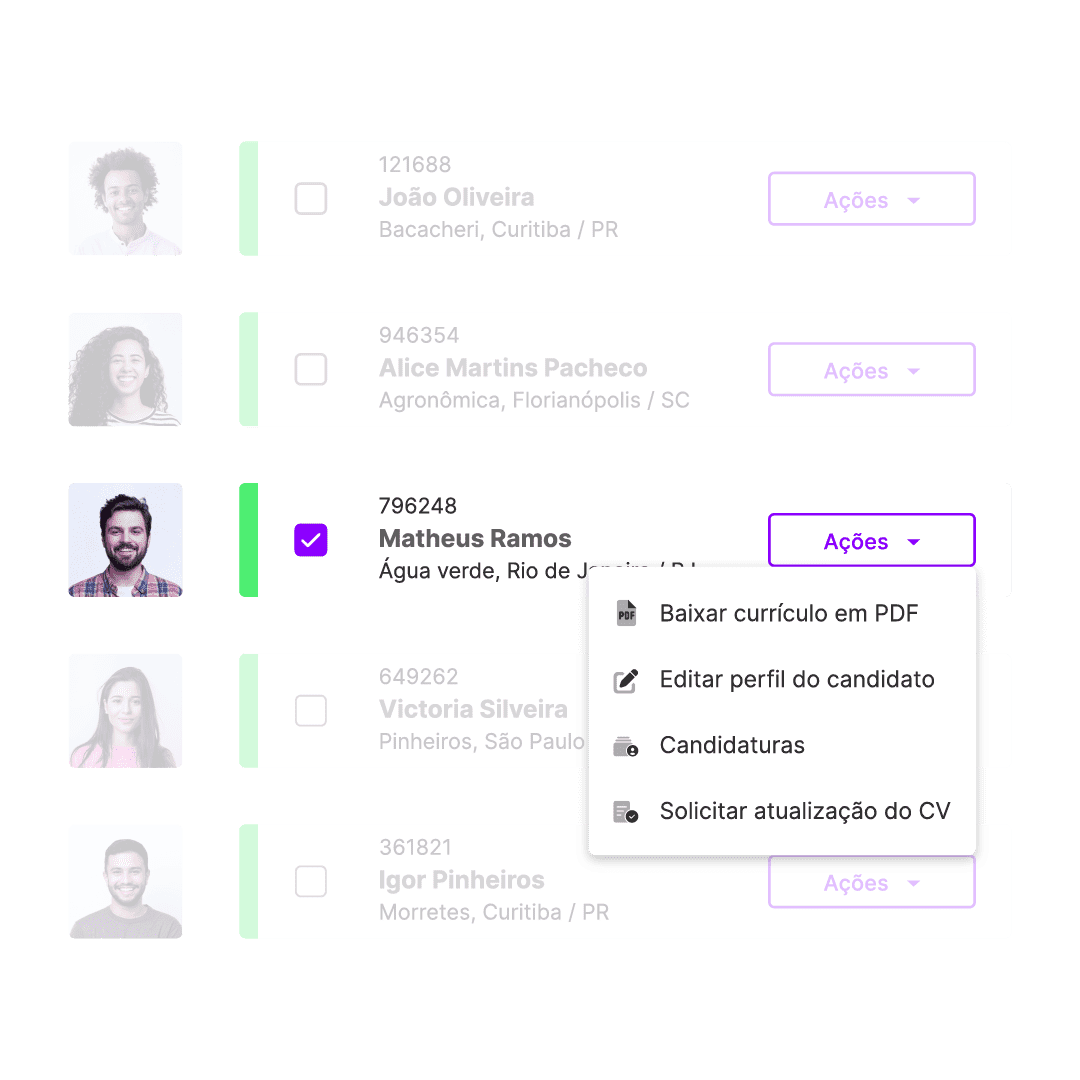 121688
João Oliveira
Bacacheri, Curitiba / PR
Ações
946354
Alice Martins Pacheco
Agronômica, Florianópolis / SC
Ações
796248
Matheus Ramos
Água verde, Rio de
Ações
PDF
Baixar currículo em PDF
Editar perfil do candidato
Candidaturas
Solicitar atualização do CV
649262
Victoria Silveira
Pinheiros, São Paulo
361821
Igor Pinheiros
Morretes, Curitiba / PR
Ações